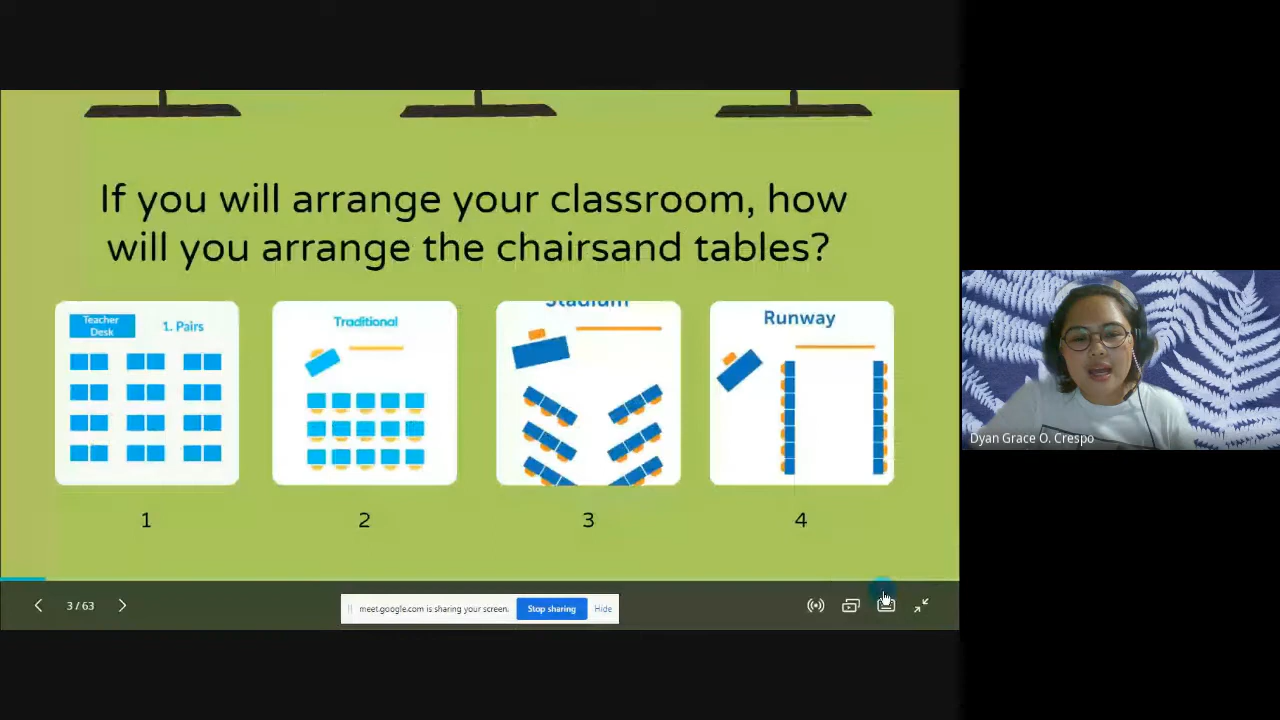 If you will arrange your classroom, how
will you arrange the chairsand tables?
Teacher
Desk
1. Pairs
Traditional
Stadium
Runway
1
2
3
4
Dyan Grace O. Crespo
3 / 63
meet.google.com is sharing your screen.
Stop sharing
Hide